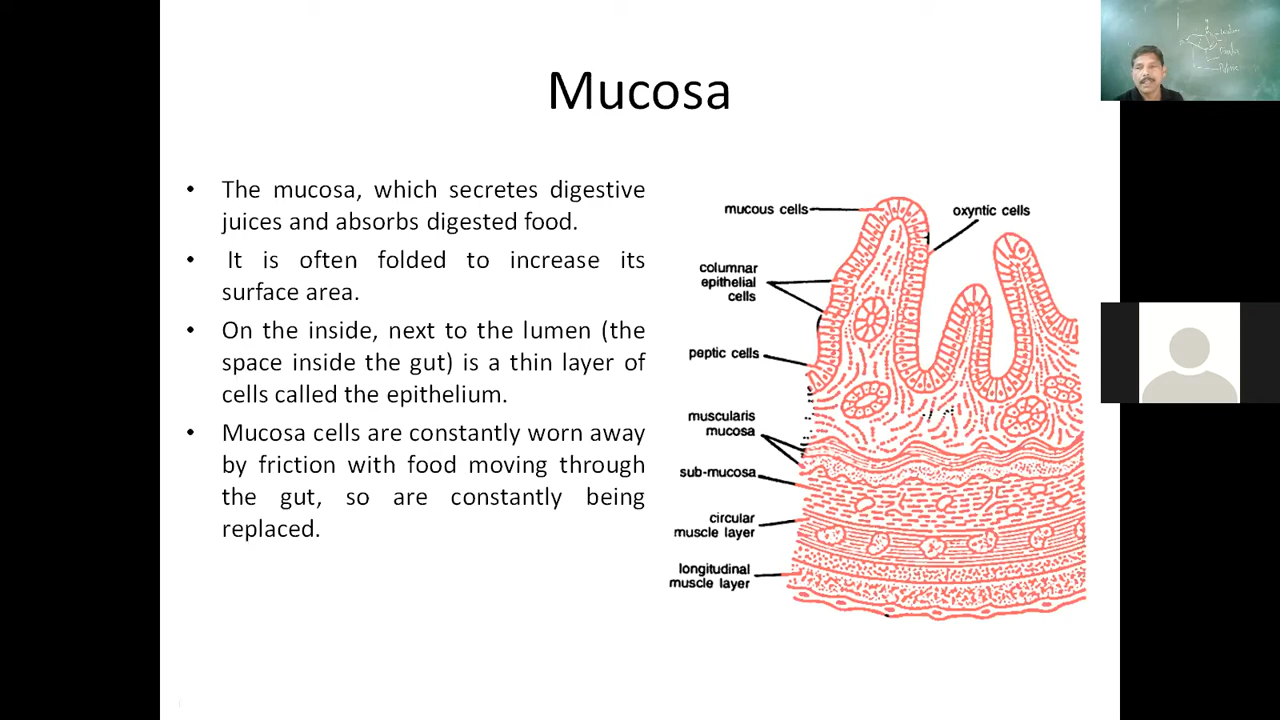 Mucosa
• The mucosa, which secretes digestive
juices and absorbs digested food.
• It is often folded to increase its
surface area.
• On the inside, next to the lumen (the
space inside the gut) is a thin layer of
cells called the epithelium.
• Mucosa cells are constantly worn away
by friction with food moving through
the gut, so are constantly being
replaced.
mucous cells
oxyntic cells
columnar
epithelial
cells
peptic cells
muscularis
mucosa
sub-mucosa
circular
muscle layer
longitudinal
muscle layer